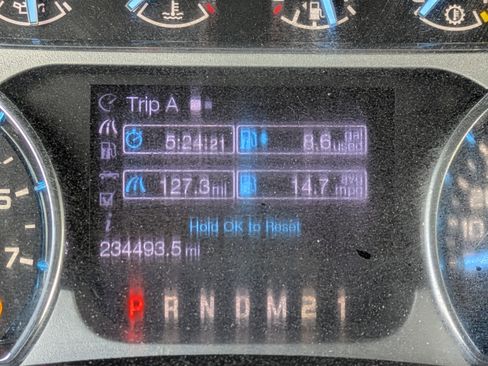 Trip A
5:24:21 8.6 gal used
127.3 mi 14.7 avg mpg
Hold OK to Reset
i
234493.5 mi
P R N D M 2 1
7